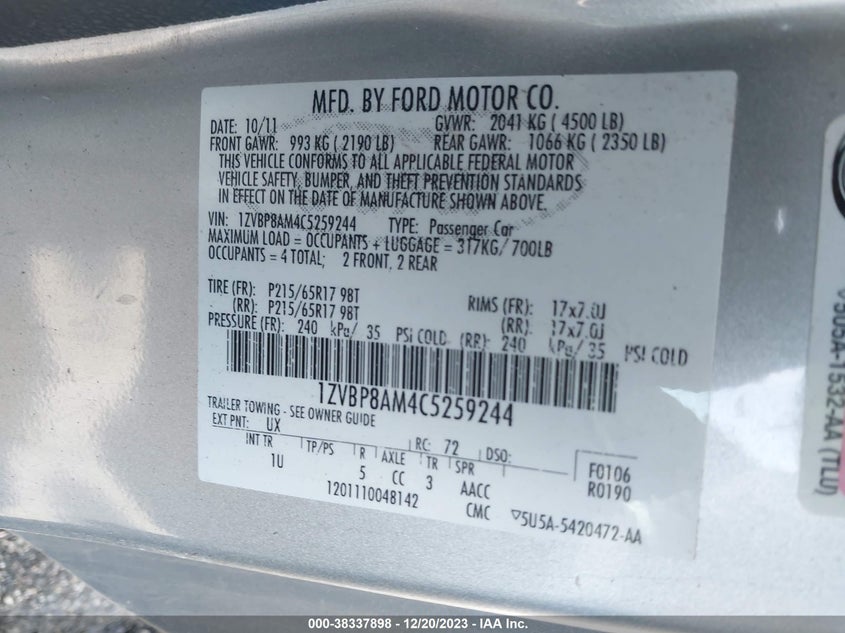 MFD. BY FORD MOTOR CO.
DATE: 10/11 GVWR: 2041 KG ( 4500 LB)
FRONT GAWR: 993 KG ( 2190 LB) REAR GAWR: 1066 KG ( 2350 LB)
THIS VEHICLE CONFORMS TO ALL APPLICABLE FEDERAL MOTOR
VEHICLE SAFETY, BUMPER, AND THEFT PREVENTION STANDARDS
IN EFFECT ON THE DATE OF MANUFACTURE SHOWN ABOVE.
VIN: 1ZVBP8AM4C5259244 TYPE: Passenger Car
MAXIMUM LOAD = OCCUPANTS + LUGGAGE = 317KG/ 700LB
OCCUPANTS = 4 TOTAL; 2 FRONT, 2 REAR
TIRE (FR): P215/65R17 98T RIMS (FR): 17x7.0J
(RR): P215/65R17 98T (RR): 17x7.0J
PRESSURE (FR): 240 kPa/ 35 PSI COLD (RR): 240 kPa/ 35 PSI COLD
1ZVBP8AM4C5259244
TRAILER TOWING - SEE OWNER GUIDE
EXT PNT: UX RC: 72 DSO:
INT TR TP/PS R AXLE TR SPR F0106
1U 5 CC 3 AACC R0190
1201110048142 CMC 5U5A-5420472-AA
5U5A-1532-AA (TLU)
000-38337898 - 12/20/2023 - IAA Inc.